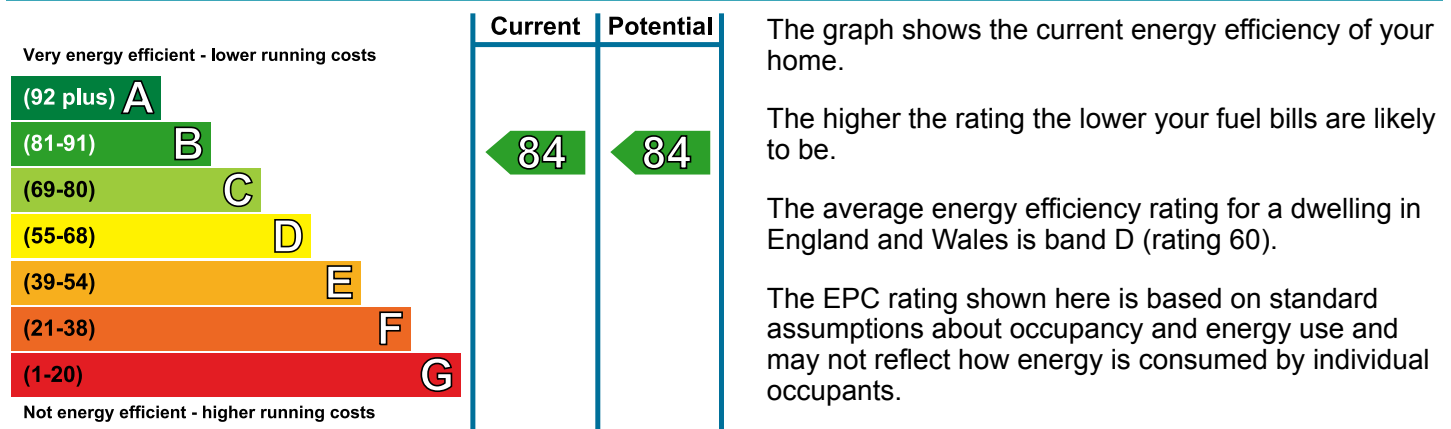 Current Potential
Very energy efficient - lower running costs
(92 plus) A
(81-91) B
84 84
(69-80) C
(55-68) D
(39-54) E
(21-38) F
(1-20) G
Not energy efficient - higher running costs
The graph shows the current energy efficiency of your
home.
The higher the rating the lower your fuel bills are likely
to be.
The average energy efficiency rating for a dwelling in
England and Wales is band D (rating 60).
The EPC rating shown here is based on standard
assumptions about occupancy and energy use and
may not reflect how energy is consumed by individual
occupants.